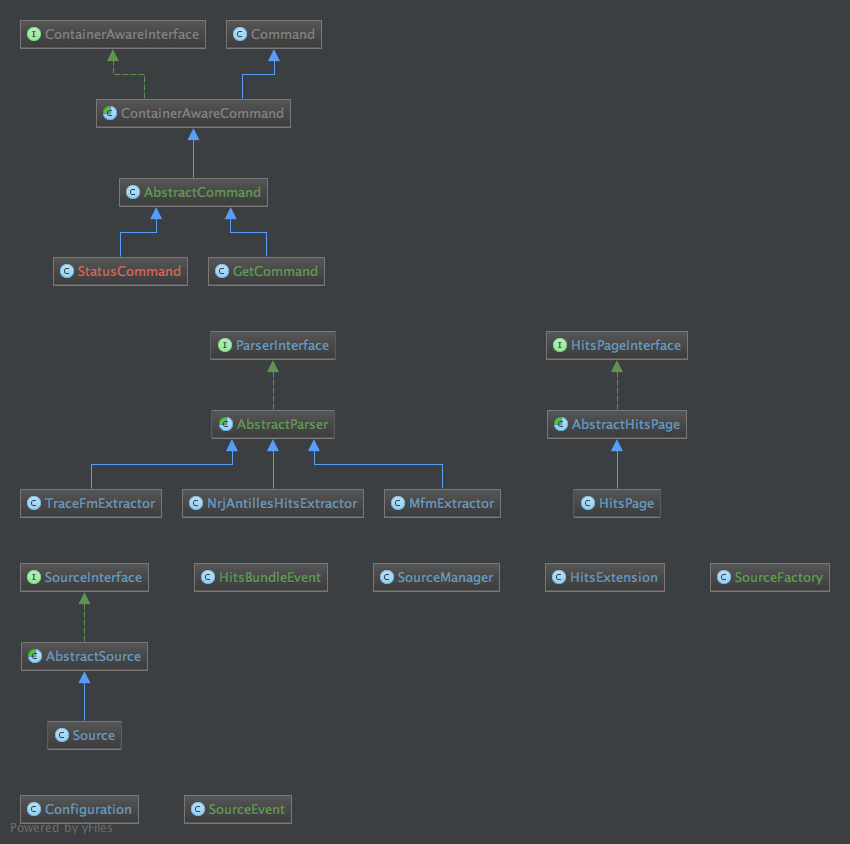 ContainerAwareInterface
Command
ContainerAwareCommand
AbstractCommand
StatusCommand
GetCommand
ParserInterface
HitsPageInterface
AbstractParser
AbstractHitsPage
TraceFmExtractor
NrjAntillesHitsExtractor
MfmExtractor
HitsPage
SourceInterface
HitsBundleEvent
SourceManager
HitsExtension
SourceFactory
AbstractSource
Source
Configuration
SourceEvent
Powered by yFiles